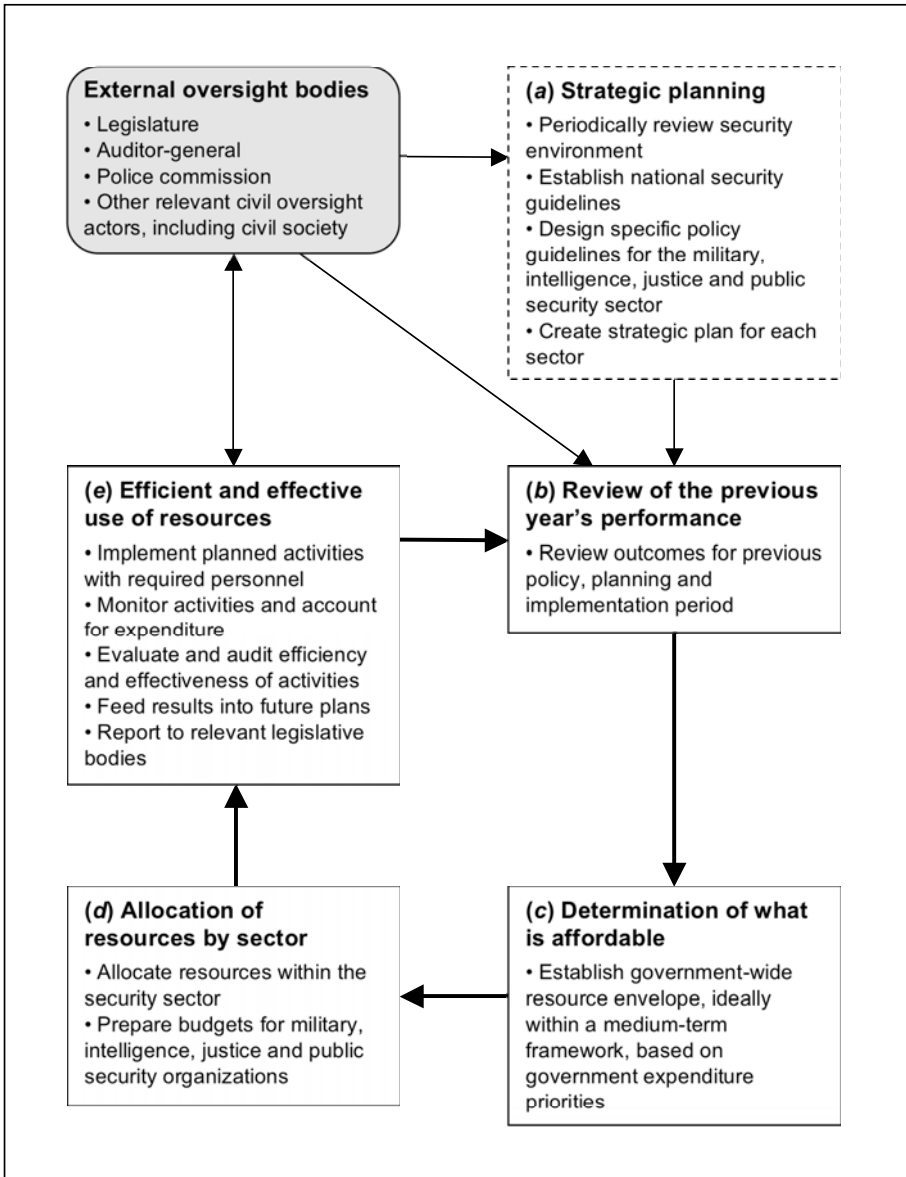 External oversight bodies
• Legislature
• Auditor-general
• Police commission
• Other relevant civil oversight
actors, including civil society
(a) Strategic planning
• Periodically review security
environment
• Establish national security
guidelines
• Design specific policy
guidelines for the military,
intelligence, justice and public
security sector
• Create strategic plan for each
sector
(e) Efficient and effective
use of resources
• Implement planned activities
with required personnel
• Monitor activities and account
for expenditure
• Evaluate and audit efficiency
and effectiveness of activities
• Feed results into future plans
• Report to relevant legislative
bodies
(b) Review of the previous
year's performance
• Review outcomes for previous
policy, planning and
implementation period
(d) Allocation of
resources by sector
• Allocate resources within the
security sector
• Prepare budgets for military,
intelligence, justice and public
security organizations
(c) Determination of what
is affordable
• Establish government-wide
resource envelope, ideally
within a medium-term
framework, based on
government expenditure
priorities